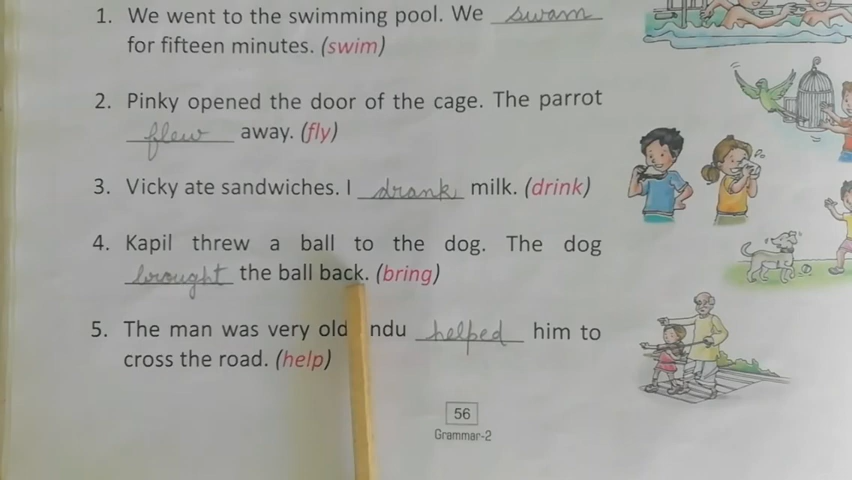 1. We went to the swimming pool. We swam
for fifteen minutes. (swim)
2. Pinky opened the door of the cage. The parrot
flew away. (fly)
3. Vicky ate sandwiches. I drank milk. (drink)
4. Kapil threw a ball to the dog. The dog
brought the ball back. (bring)
5. The man was very old ndu helped him to
cross the road. (help)
56
Grammar-2